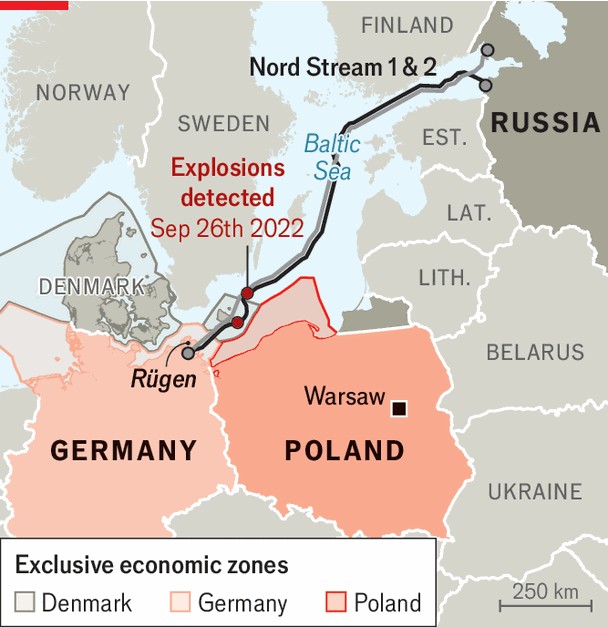 FINLAND
Nord Stream 1 & 2
NORWAY
SWEDEN
RUSSIA
Baltic
Sea
EST.
Explosions
detected
Sep 26th 2022
LAT.
DENMARK
LITH.
BELARUS
Rügen
Warsaw
GERMANY
POLAND
UKRAINE
Exclusive economic zones
Denmark
Germany
Poland
250 km